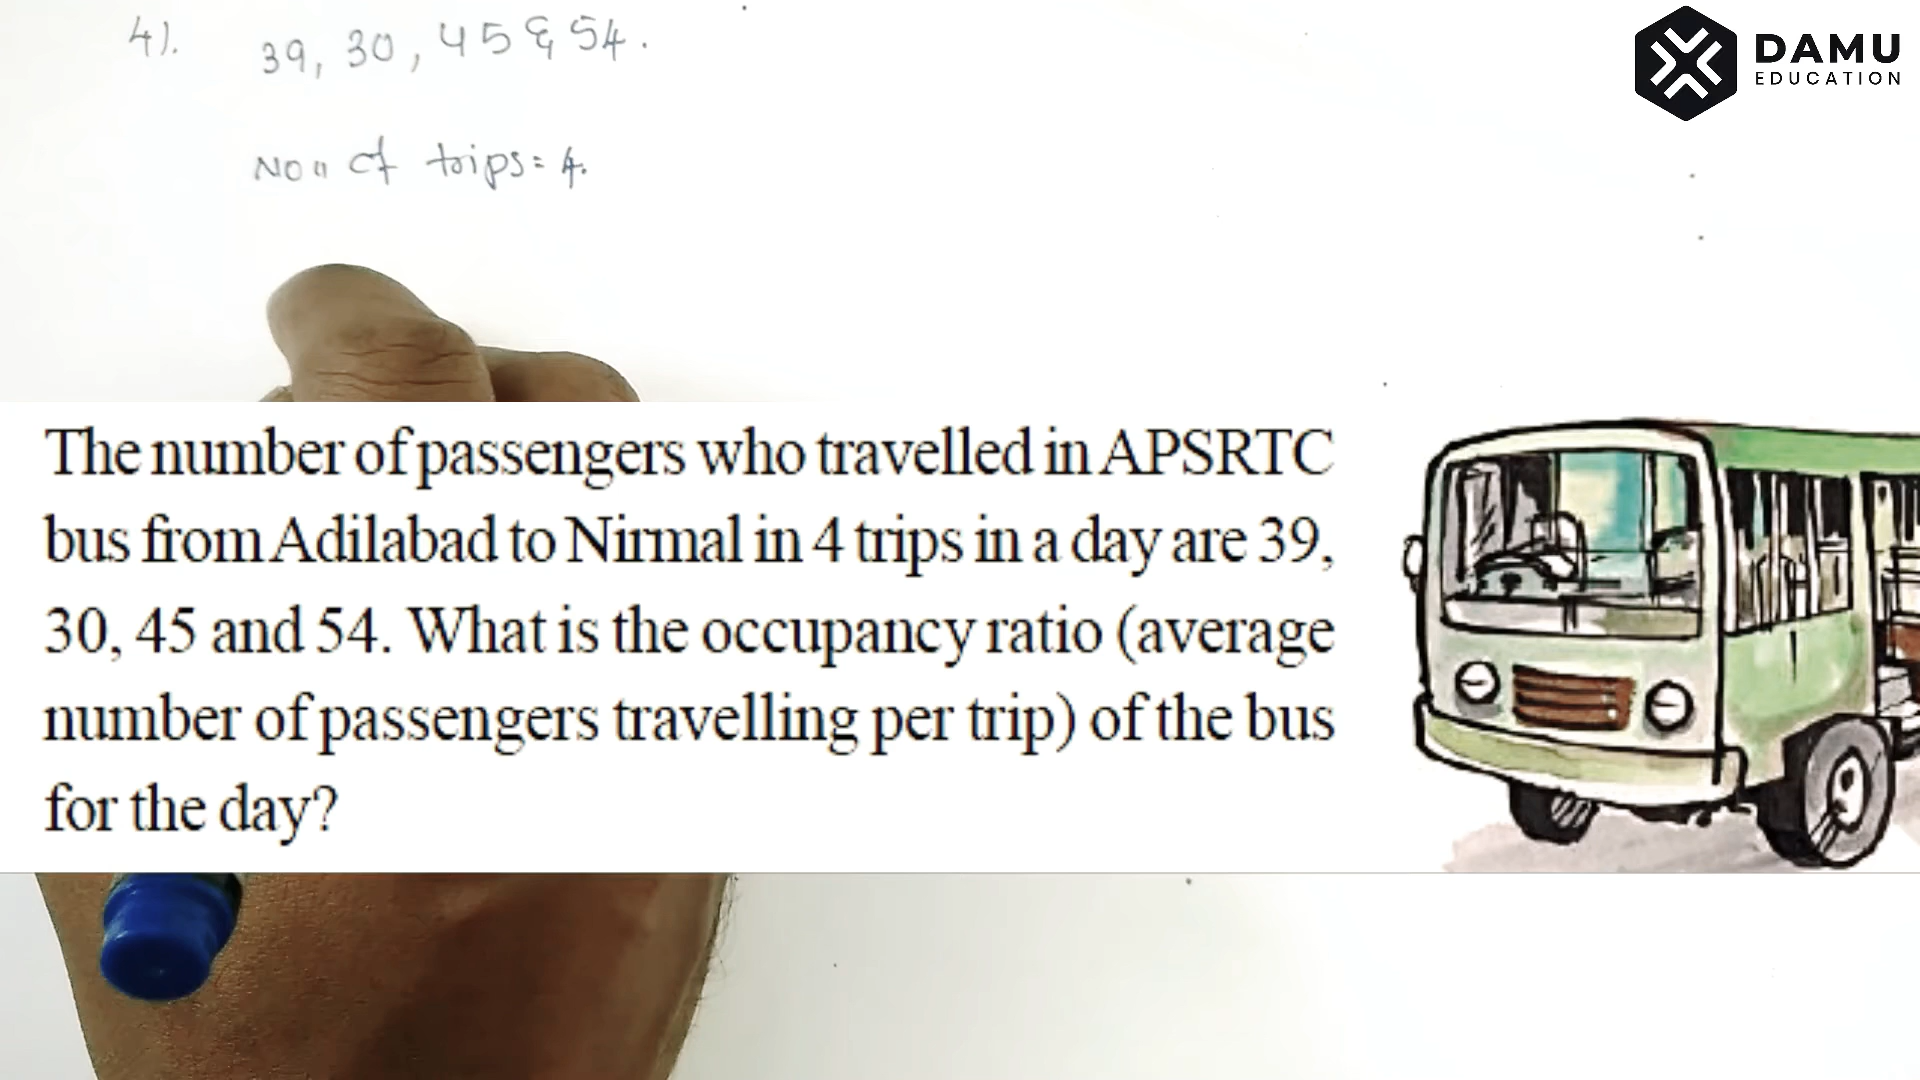 4).
39, 30, 45 & 54.
DAMU
EDUCATION
No" of trips = 4.
The number of passengers who travelled in APSRTC
bus from Adilabad to Nirmal in 4 trips in a day are 39,
30, 45 and 54. What is the occupancy ratio (average
number of passengers travelling per trip) of the bus
for the day?